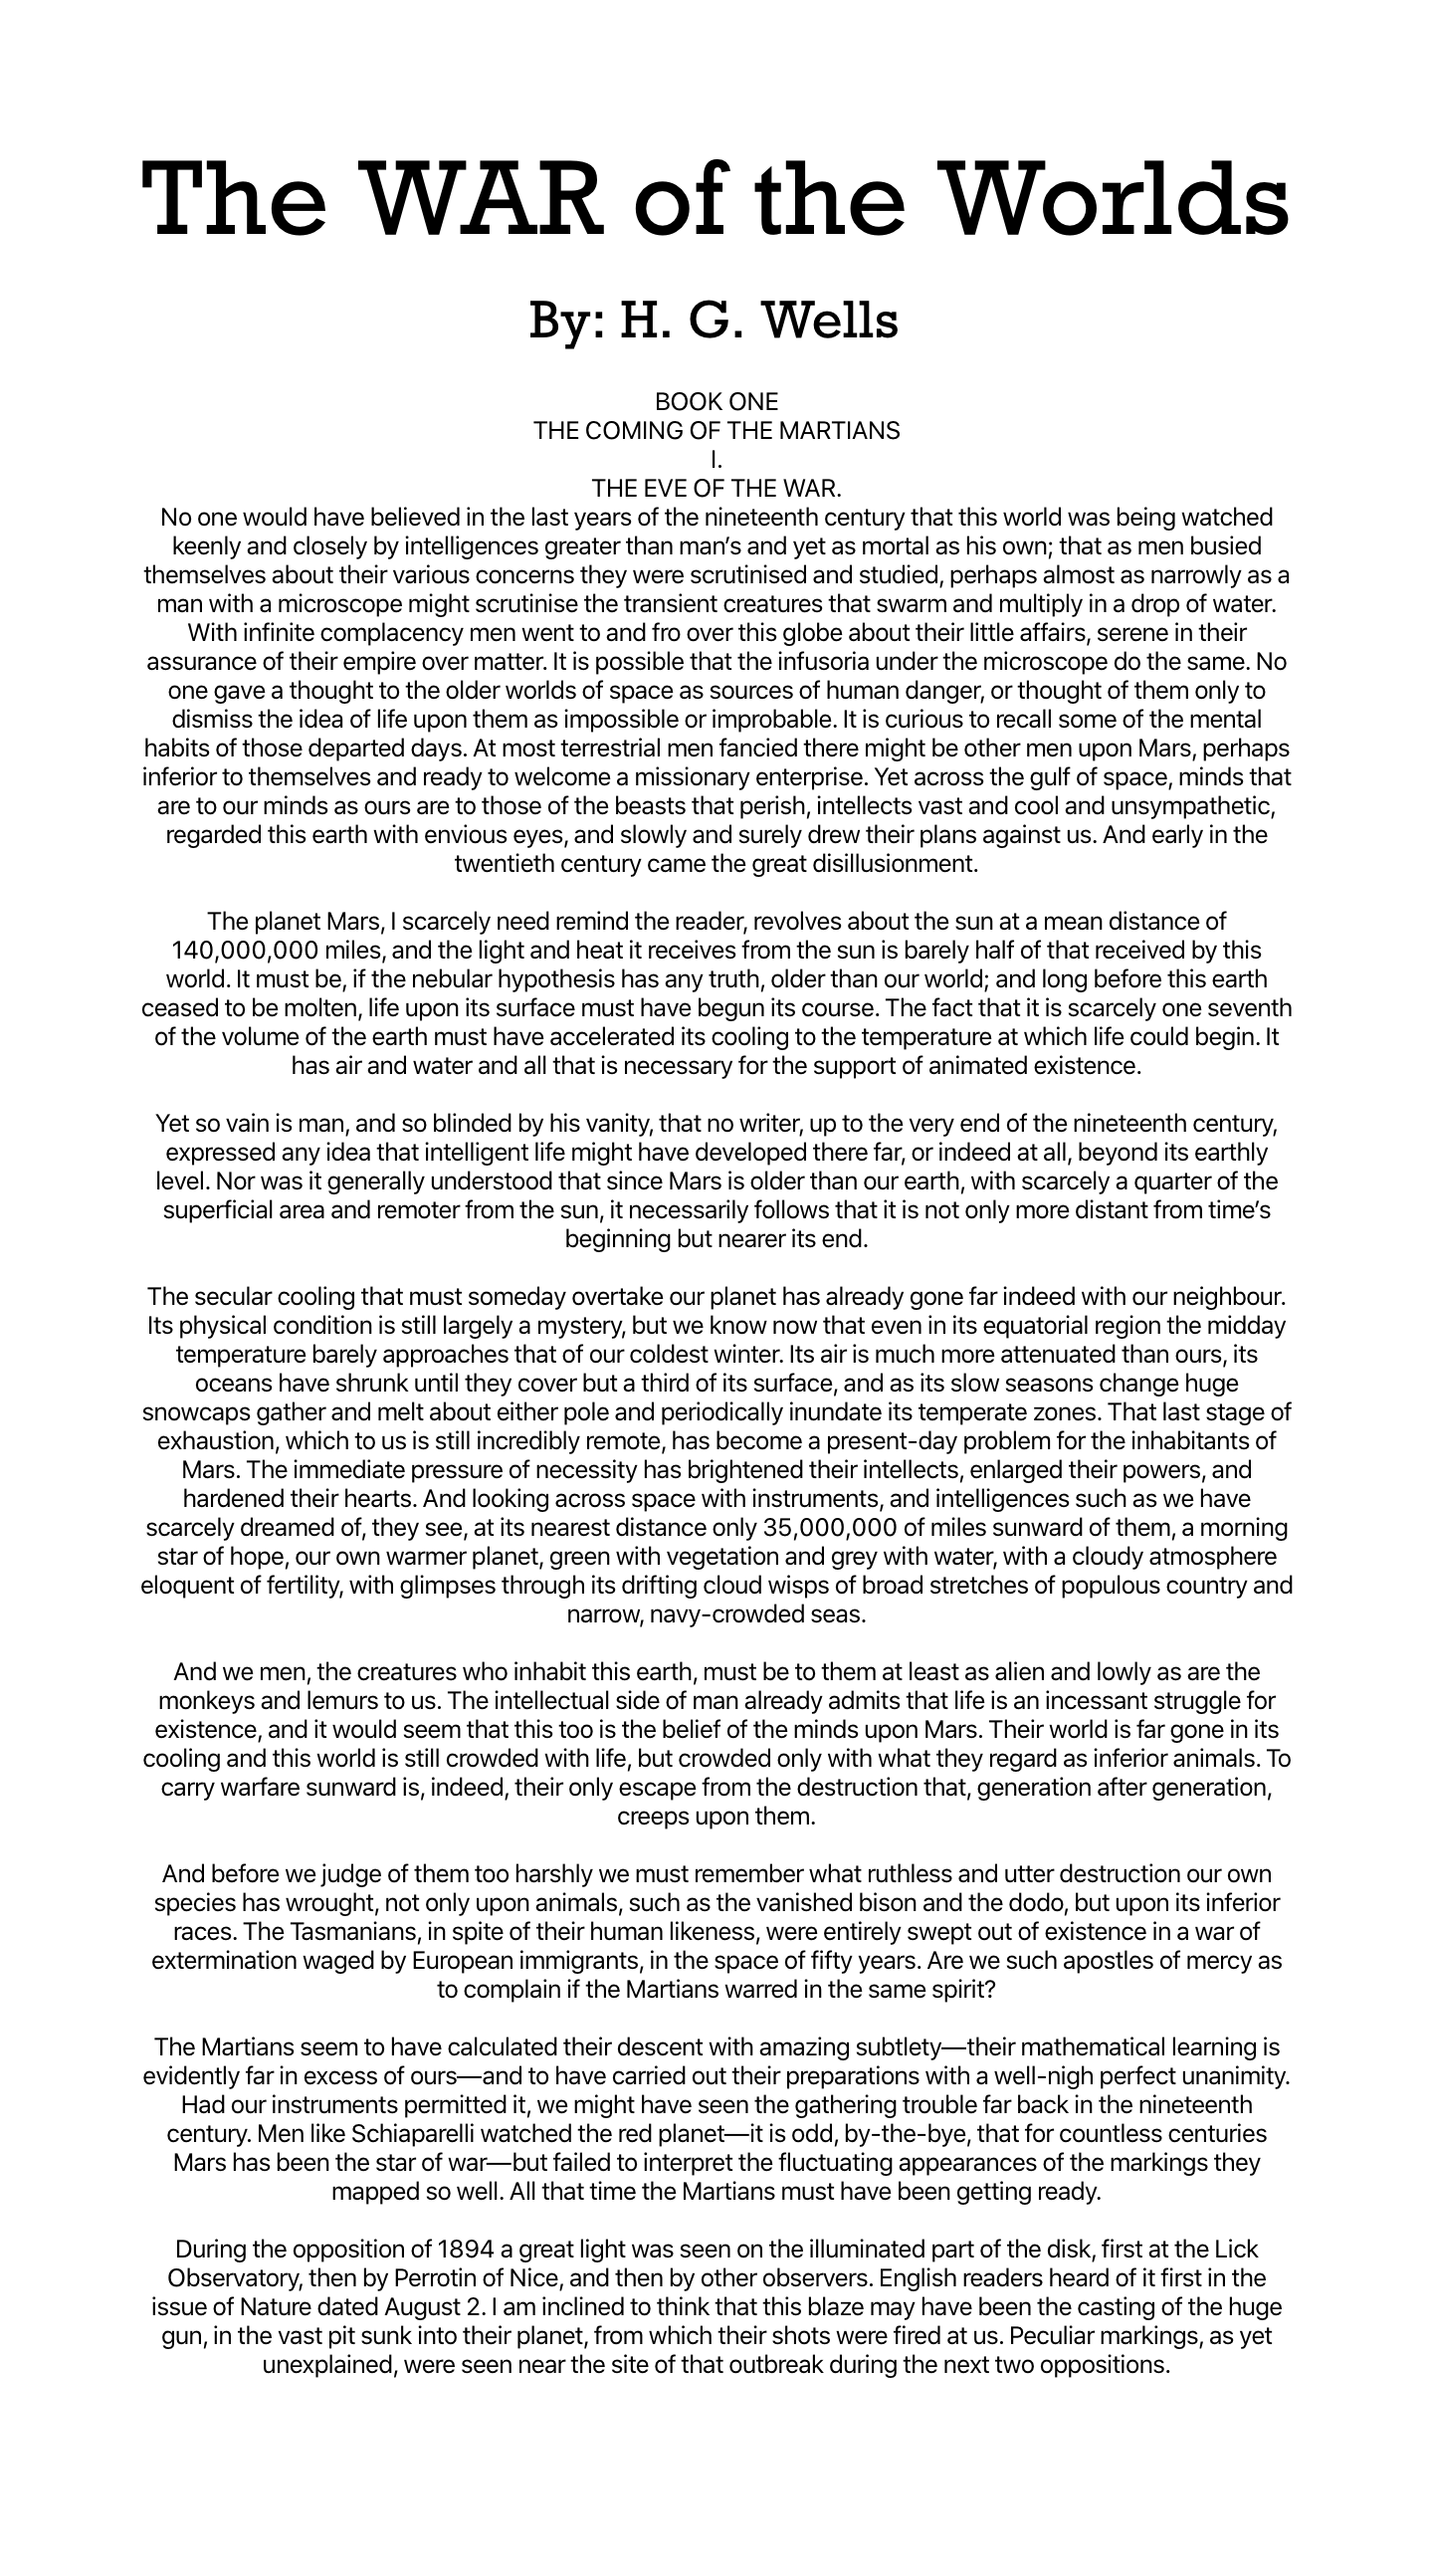 The WAR of the Worlds
By: H. G. Wells
BOOK ONE
THE COMING OF THE MARTIANS
I.
THE EVE OF THE WAR.
No one would have believed in the last years of the nineteenth century that this world was being watched
keenly and closely by intelligences greater than man’s and yet as mortal as his own; that as men busied
themselves about their various concerns they were scrutinised and studied, perhaps almost as narrowly as a
man with a microscope might scrutinise the transient creatures that swarm and multiply in a drop of water.
With infinite complacency men went to and fro over this globe about their little affairs, serene in their
assurance of their empire over matter. It is possible that the infusoria under the microscope do the same. No
one gave a thought to the older worlds of space as sources of human danger, or thought of them only to
dismiss the idea of life upon them as impossible or improbable. It is curious to recall some of the mental
habits of those departed days. At most terrestrial men fancied there might be other men upon Mars, perhaps
inferior to themselves and ready to welcome a missionary enterprise. Yet across the gulf of space, minds that
are to our minds as ours are to those of the beasts that perish, intellects vast and cool and unsympathetic,
regarded this earth with envious eyes, and slowly and surely drew their plans against us. And early in the
twentieth century came the great disillusionment.
The planet Mars, I scarcely need remind the reader, revolves about the sun at a mean distance of
140,000,000 miles, and the light and heat it receives from the sun is barely half of that received by this
world. It must be, if the nebular hypothesis has any truth, older than our world; and long before this earth
ceased to be molten, life upon its surface must have begun its course. The fact that it is scarcely one seventh
of the volume of the earth must have accelerated its cooling to the temperature at which life could begin. It
has air and water and all that is necessary for the support of animated existence.
Yet so vain is man, and so blinded by his vanity, that no writer, up to the very end of the nineteenth century,
expressed any idea that intelligent life might have developed there far, or indeed at all, beyond its earthly
level. Nor was it generally understood that since Mars is older than our earth, with scarcely a quarter of the
superficial area and remoter from the sun, it necessarily follows that it is not only more distant from time’s
beginning but nearer its end.
The secular cooling that must someday overtake our planet has already gone far indeed with our neighbour.
Its physical condition is still largely a mystery, but we know now that even in its equatorial region the midday
temperature barely approaches that of our coldest winter. Its air is much more attenuated than ours, its
oceans have shrunk until they cover but a third of its surface, and as its slow seasons change huge
snowcaps gather and melt about either pole and periodically inundate its temperate zones. That last stage of
exhaustion, which to us is still incredibly remote, has become a present-day problem for the inhabitants of
Mars. The immediate pressure of necessity has brightened their intellects, enlarged their powers, and
hardened their hearts. And looking across space with instruments, and intelligences such as we have
scarcely dreamed of, they see, at its nearest distance only 35,000,000 of miles sunward of them, a morning
star of hope, our own warmer planet, green with vegetation and grey with water, with a cloudy atmosphere
eloquent of fertility, with glimpses through its drifting cloud wisps of broad stretches of populous country and
narrow, navy-crowded seas.
And we men, the creatures who inhabit this earth, must be to them at least as alien and lowly as are the
monkeys and lemurs to us. The intellectual side of man already admits that life is an incessant struggle for
existence, and it would seem that this too is the belief of the minds upon Mars. Their world is far gone in its
cooling and this world is still crowded with life, but crowded only with what they regard as inferior animals. To
carry warfare sunward is, indeed, their only escape from the destruction that, generation after generation,
creeps upon them.
And before we judge of them too harshly we must remember what ruthless and utter destruction our own
species has wrought, not only upon animals, such as the vanished bison and the dodo, but upon its inferior
races. The Tasmanians, in spite of their human likeness, were entirely swept out of existence in a war of
extermination waged by European immigrants, in the space of fifty years. Are we such apostles of mercy as
to complain if the Martians warred in the same spirit?
The Martians seem to have calculated their descent with amazing subtlety—their mathematical learning is
evidently far in excess of ours—and to have carried out their preparations with a well-nigh perfect unanimity.
Had our instruments permitted it, we might have seen the gathering trouble far back in the nineteenth
century. Men like Schiaparelli watched the red planet—it is odd, by-the-bye, that for countless centuries
Mars has been the star of war—but failed to interpret the fluctuating appearances of the markings they
mapped so well. All that time the Martians must have been getting ready.
During the opposition of 1894 a great light was seen on the illuminated part of the disk, first at the Lick
Observatory, then by Perrotin of Nice, and then by other observers. English readers heard of it first in the
issue of Nature dated August 2. I am inclined to think that this blaze may have been the casting of the huge
gun, in the vast pit sunk into their planet, from which their shots were fired at us. Peculiar markings, as yet
unexplained, were seen near the site of that outbreak during the next two oppositions.